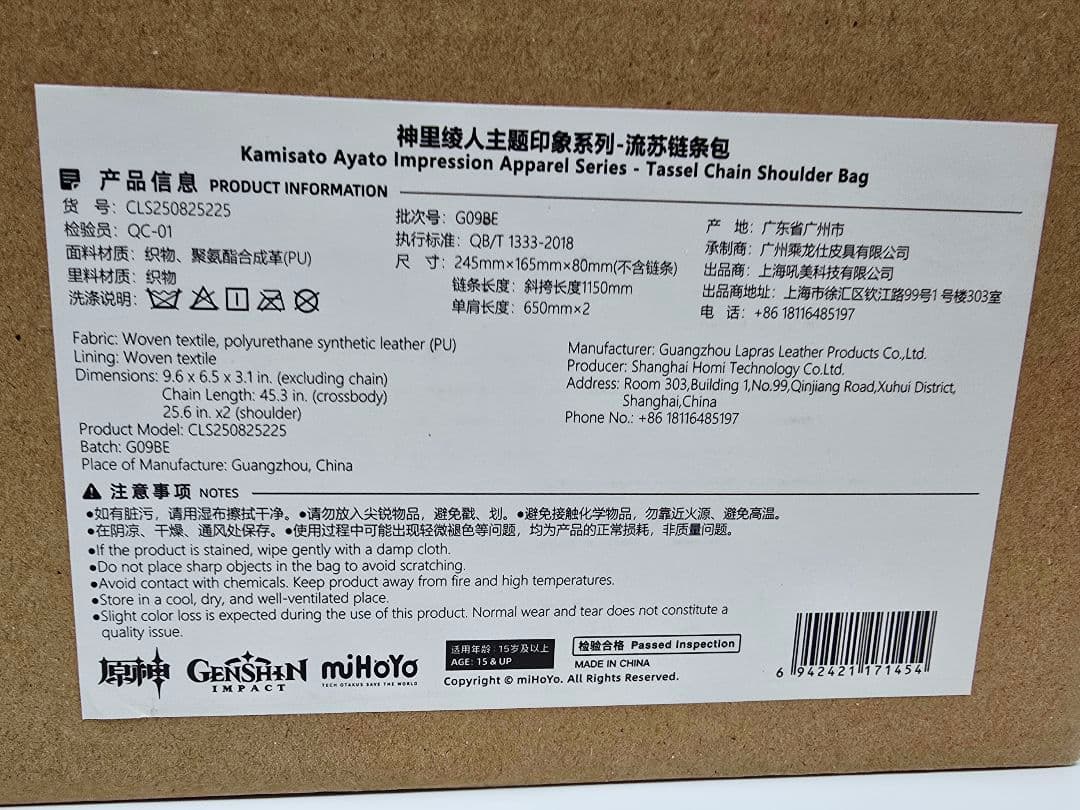 神里绫人主题印象系列-流苏链条包
Kamisato Ayato Impression Apparel Series - Tassel Chain Shoulder Bag
产品信息 PRODUCT INFORMATION
货 号：CLS250825225
检验员：QC-01
面料材质：织物、聚氨酯合成革(PU)
里料材质：织物
洗涤说明：
批次号：G09BE
执行标准：QB/T 1333-2018
尺 寸：245mm×165mm×80mm(不含链条)
链条长度：斜挎长度1150mm
单肩长度：650mm×2
产 地：广东省广州市
承制商：广州乘龙仕皮具有限公司
出品商：上海吼美科技有限公司
出品商地址：上海市徐汇区钦江路99号1号楼303室
电 话：+86 18116485197
Fabric: Woven textile, polyurethane synthetic leather (PU)
Lining: Woven textile
Dimensions: 9.6 x 6.5 x 3.1 in. (excluding chain)
Chain Length: 45.3 in. (crossbody)
25.6 in. x2 (shoulder)
Product Model: CLS250825225
Batch: G09BE
Place of Manufacture: Guangzhou, China
Manufacturer: Guangzhou Lapras Leather Products Co.,Ltd.
Producer: Shanghai Homi Technology Co.Ltd.
Address: Room 303,Building 1,No.99,Qinjiang Road,Xuhui District,
Shanghai,China
Phone No.: +86 18116485197
注意事项 NOTES
●如有脏污，请用湿布擦拭干净。●请勿放入尖锐物品，避免戳、划。●避免接触化学物品，勿靠近火源、避免高温。
●在阴凉、干燥、通风处保存。●使用过程中可能出现轻微褪色等问题，均为产品的正常损耗，非质量问题。
●If the product is stained, wipe gently with a damp cloth.
●Do not place sharp objects in the bag to avoid scratching.
●Avoid contact with chemicals. Keep product away from fire and high temperatures.
●Store in a cool, dry, and well-ventilated place.
●Slight color loss is expected during the use of this product. Normal wear and tear does not constitute a
quality issue.
原神
GENSHIN
IMPACT
miHoYo
TECH OTAKUS SAVE THE WORLD
适用年龄：15岁及以上
AGE: 15 & UP
检验合格 Passed Inspection
MADE IN CHINA
Copyright © miHoYo. All Rights Reserved.
6 942421 171454